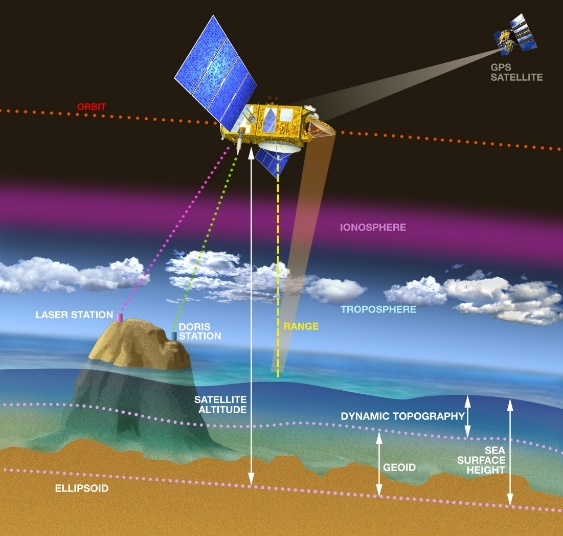 GPS
SATELLITE
ORBIT
IONOSPHERE
TROPOSPHERE
LASER STATION
DORIS
STATION
RANGE
SATELLITE
ALTITUDE
DYNAMIC TOPOGRAPHY
SEA
SURFACE
HEIGHT
GEOID
ELLIPSOID